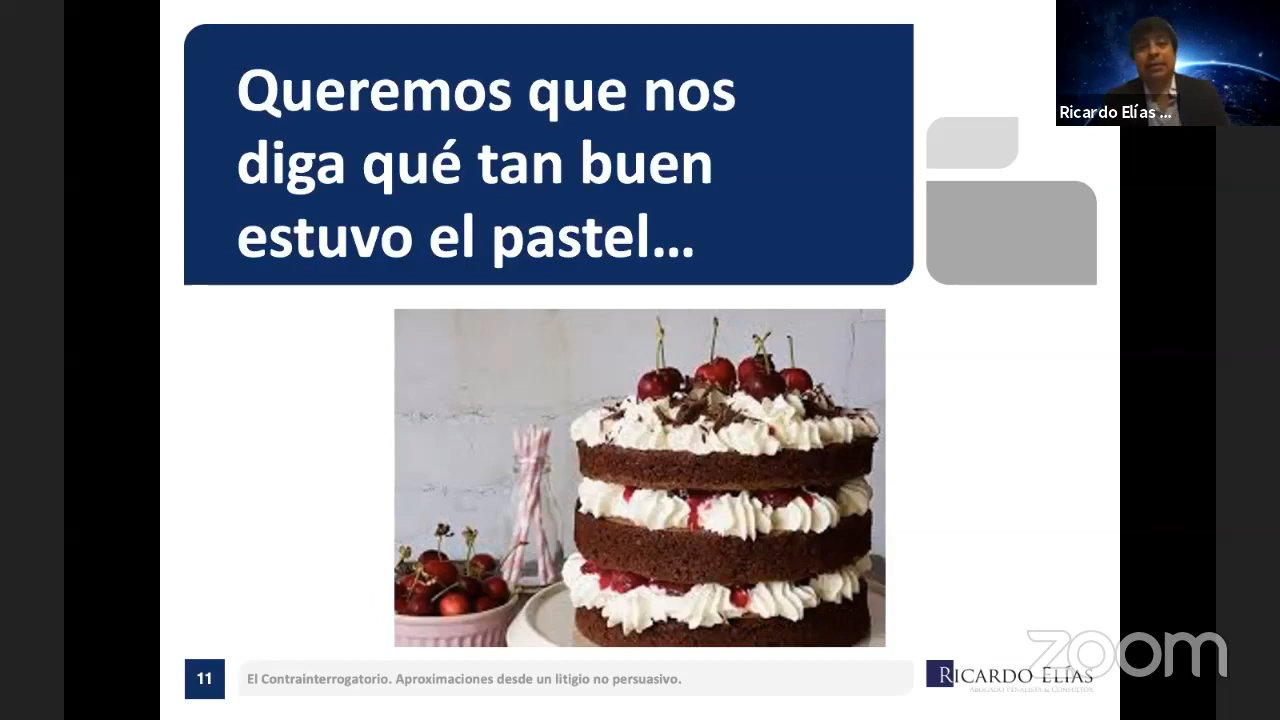 Queremos que nos
diga qué tan buen
estuvo el pastel...
Ricardo Elías ...
11
El Contrainterrogatorio. Aproximaciones desde un litigio no persuasivo.
RICARDO ELÍAS
ABOGADO PENALISTA & CONSULTOR
zoom